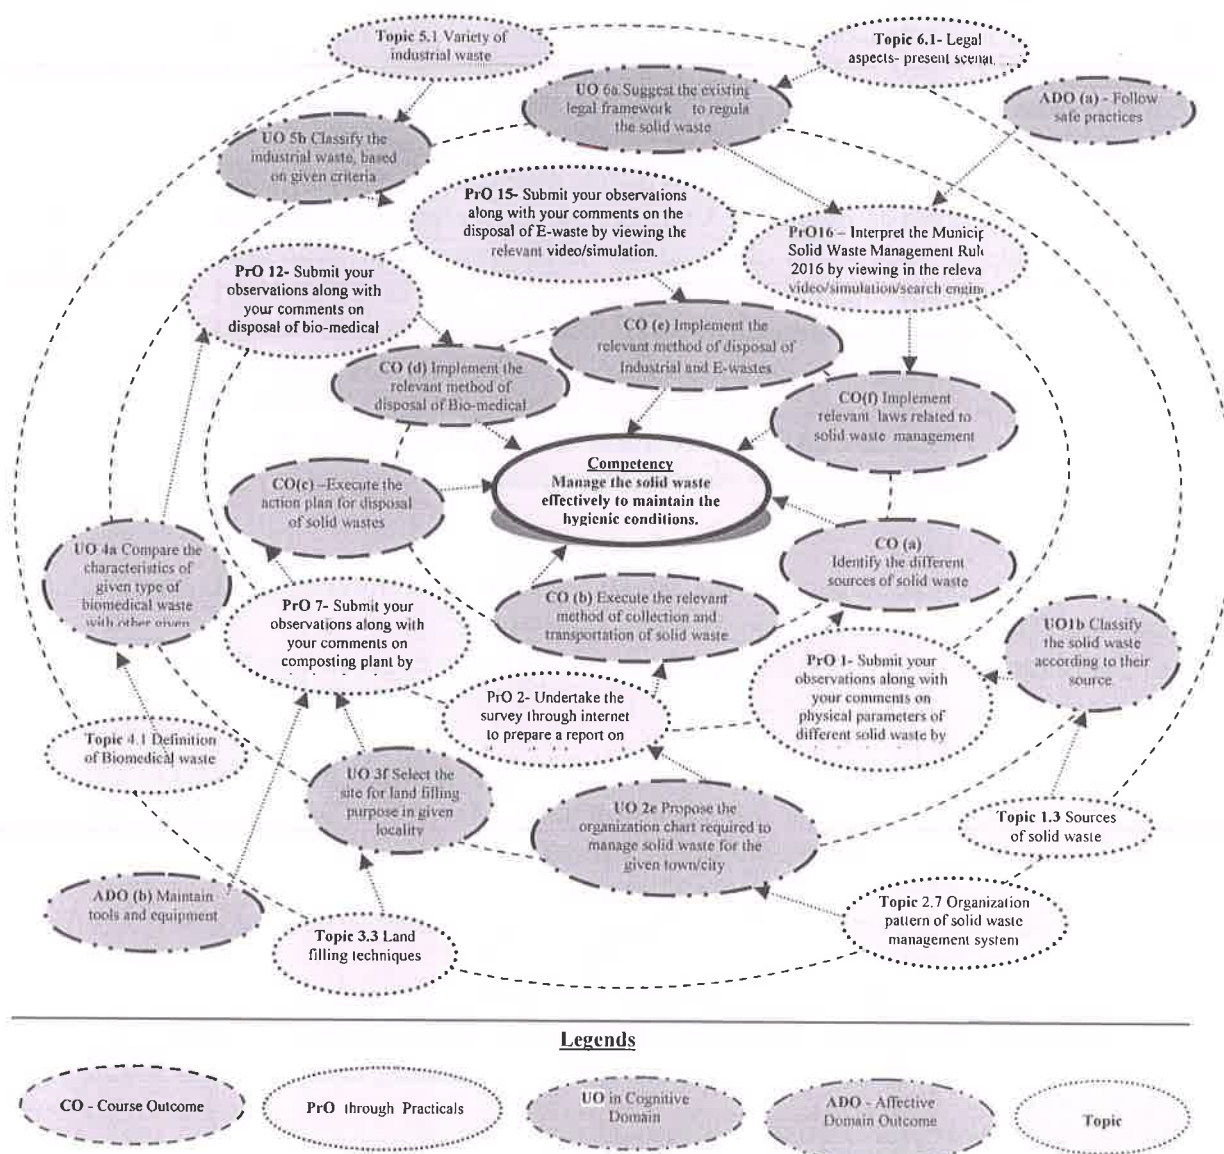 Topic 5.1 Variety of
industrial waste
Topic 6.1- Legal
aspects- present
UO 6a Suggest the existing
legal framework to regula
the solid waste
ADO (a) - Follow
safe practices
UO 5b Classify the
industrial waste, based
on given criteria
PrO 15- Submit your observations
along with your comments on the
disposal of E-waste by viewing the
relevant video/simulation.
PrO16 – Interpret the Municip
Solid Waste Management Rule
2016 by viewing in the releva
video/simulation/search engine
PrO 12- Submit your
observations along with
your comments on
disposal of bio-medical
CO (e) Implement the
relevant method of disposal of
Industrial and E-wastes
CO (d) Implement the
relevant method of
disposal of Bio-medical
CO(f) Implement
relevant laws related to
solid waste management
Competency
Manage the solid waste
effectively to maintain the
hygienic conditions.
CO(c) –Execute the
action plan for disposal
of solid wastes
CO (a)
Identify the different
sources of solid waste
UO 4a Compare the
characteristics of
given type of
biomedical waste
with other given
CO (b) Execute the relevant
method of collection and
transportation of solid waste
PrO 7- Submit your
observations along with
your comments on
composting plant by
UO1b Classify
the solid waste
according to their
source
PrO 1- Submit your
observations along with
your comments on
physical parameters of
different solid waste by
PrO 2- Undertake the
survey through internet
to prepare a report on
Topic 4.1 Definition
of Biomedical waste
UO 3f Select the
site for land filling
purpose in given
locality
UO 2e Propose the
organization chart required to
manage solid waste for the
given town/city
Topic 1.3 Sources
of solid waste
ADO (b) Maintain
tools and equipment
Topic 3.3 Land
filling techniques
Topic 2.7 Organization
pattern of solid waste
management system
Legends
CO - Course Outcome
PrO through Practicals
UO in Cognitive
Domain
ADO - Affective
Domain Outcome
Topic